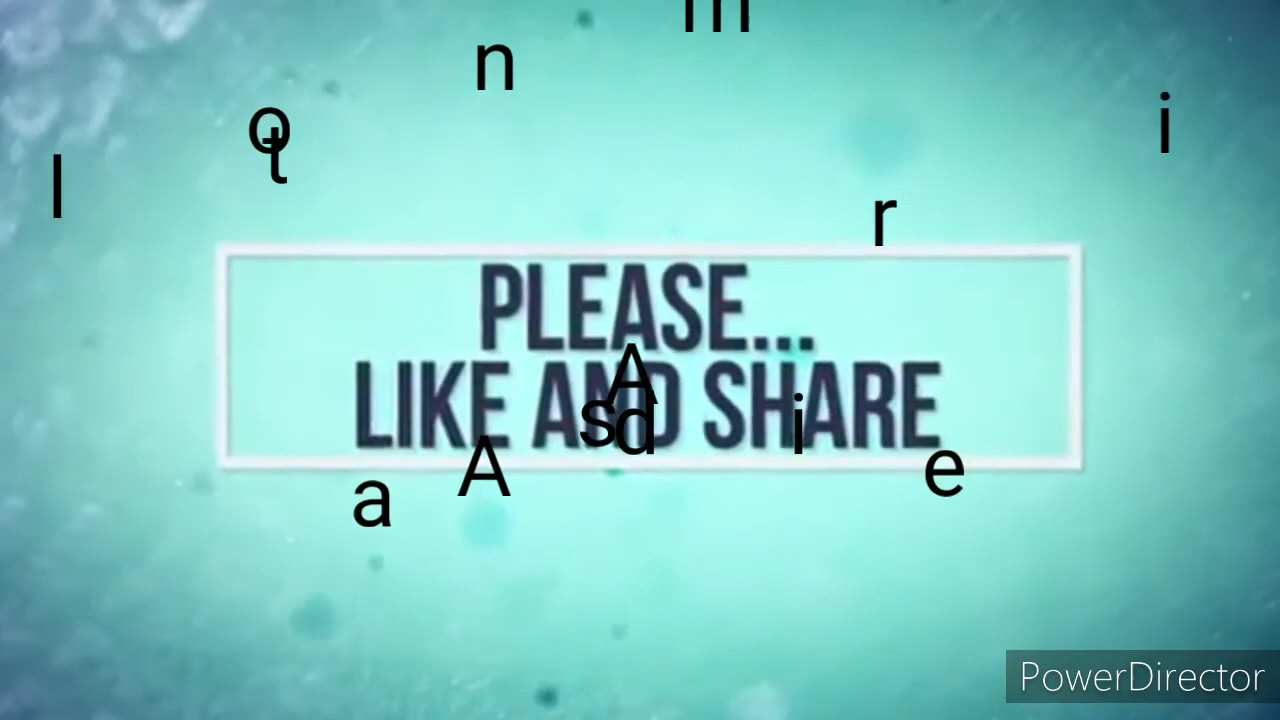 m
n
i
o
t
l
r
PLEASE...
A
LIKE AND SHARE
s
d
i
A
e
a
PowerDirector